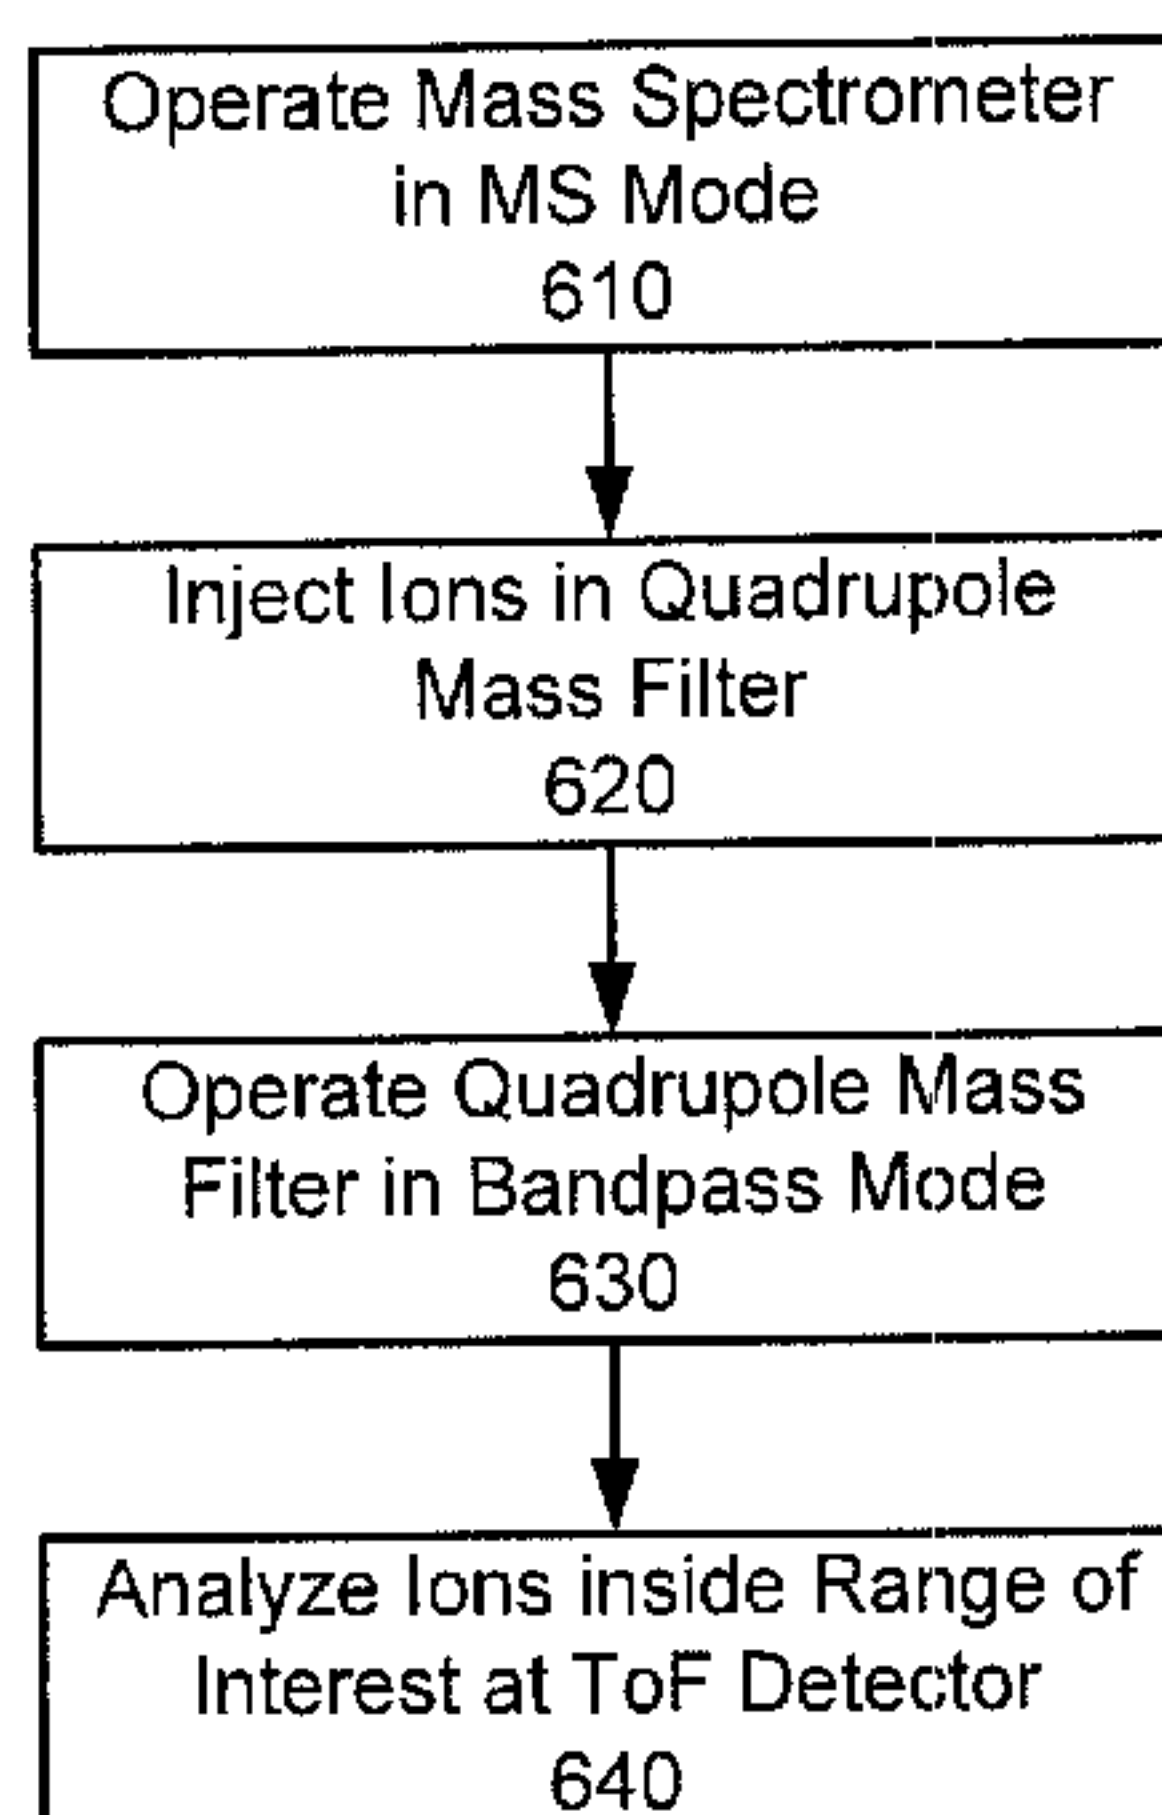 Operate Mass Spectrometer
in MS Mode
610
Inject Ions in Quadrupole
Mass Filter
620
Operate Quadrupole Mass
Filter in Bandpass Mode
630
Analyze Ions inside Range of
Interest at ToF Detector
640